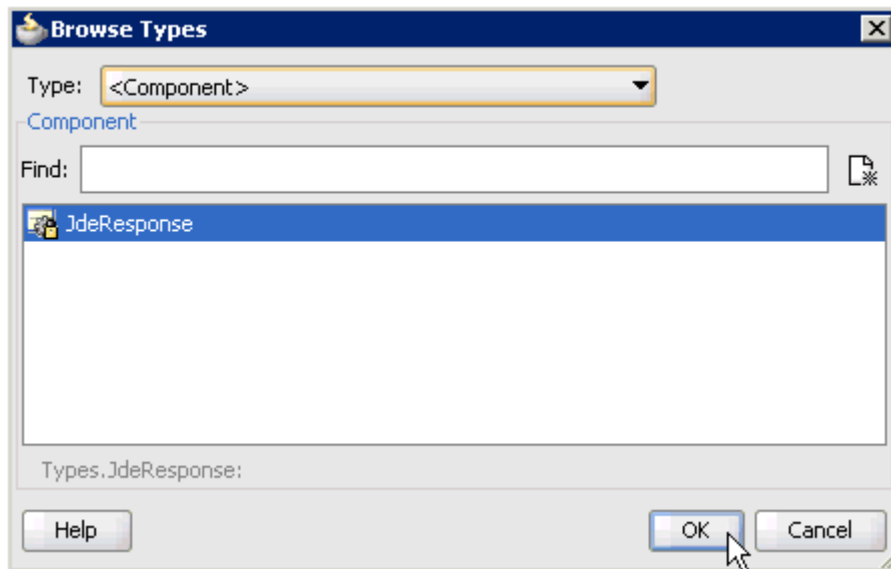 Browse Types
Type: <Component>
Component
Find:
JdeResponse
Types.JdeResponse:
Help OK Cancel